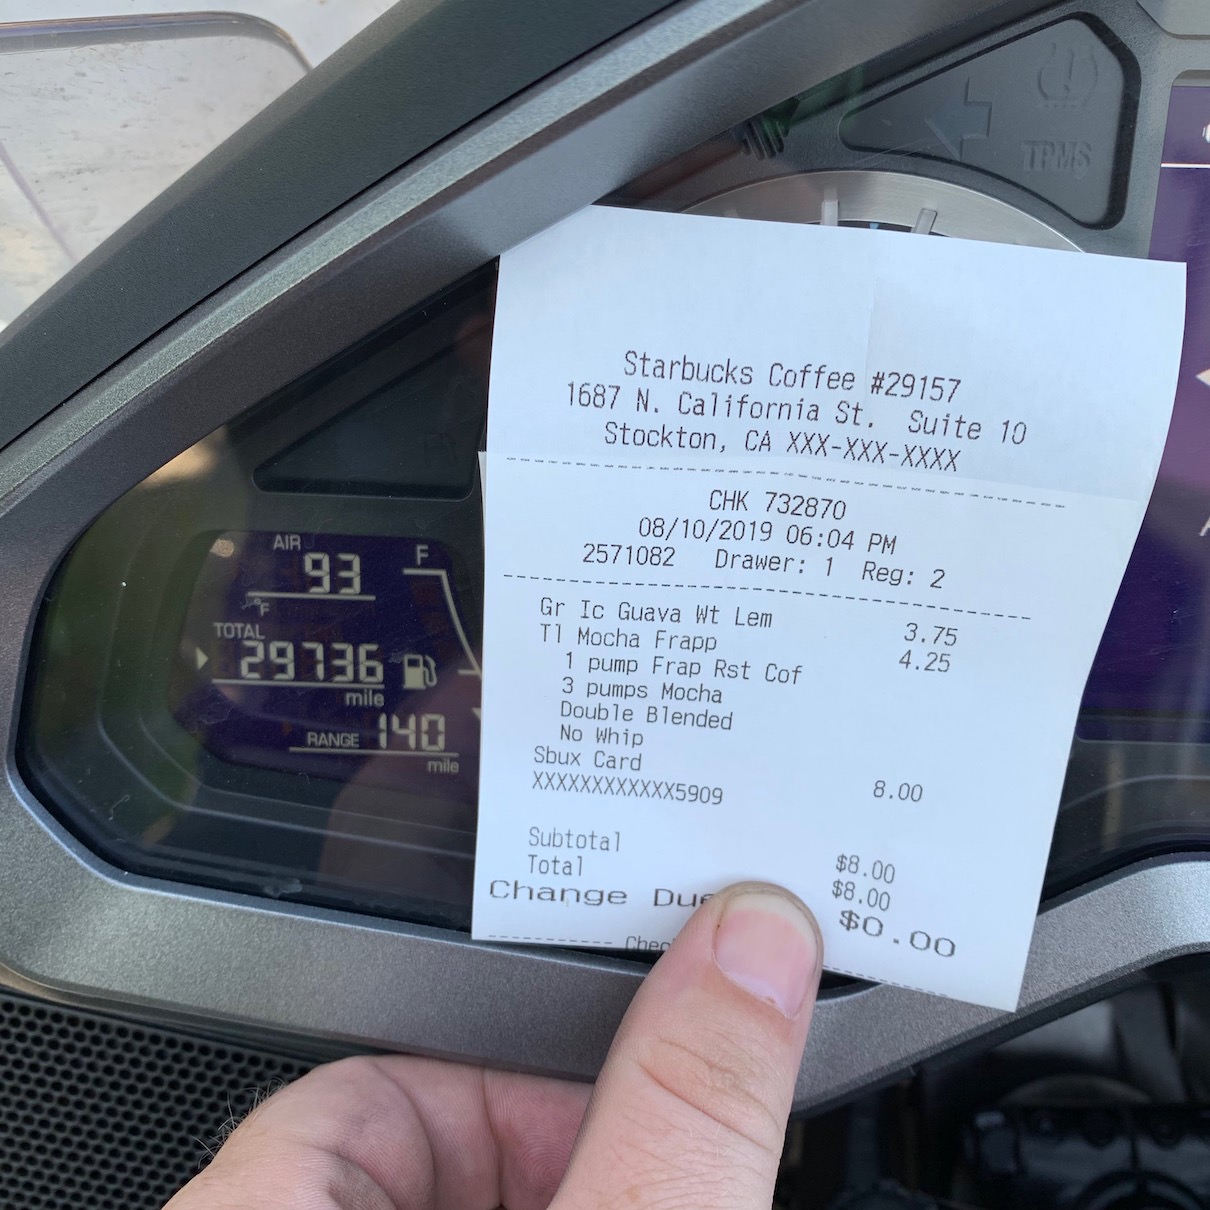 TPMS
AIR
93
°F
F
TOTAL
29736
mile
RANGE 140
mile
Starbucks Coffee #29157
1687 N. California St. Suite 10
Stockton, CA XXX-XXX-XXXX
CHK 732870
08/10/2019 06:04 PM
2571082 Drawer: 1 Reg: 2
Gr Ic Guava Wt Lem 3.75
Tl Mocha Frapp 4.25
1 pump Frap Rst Cof
3 pumps Mocha
Double Blended
No Whip
Sbux Card 8.00
XXXXXXXXXXXX5909
Subtotal $8.00
Total $8.00
Change Due $0.00